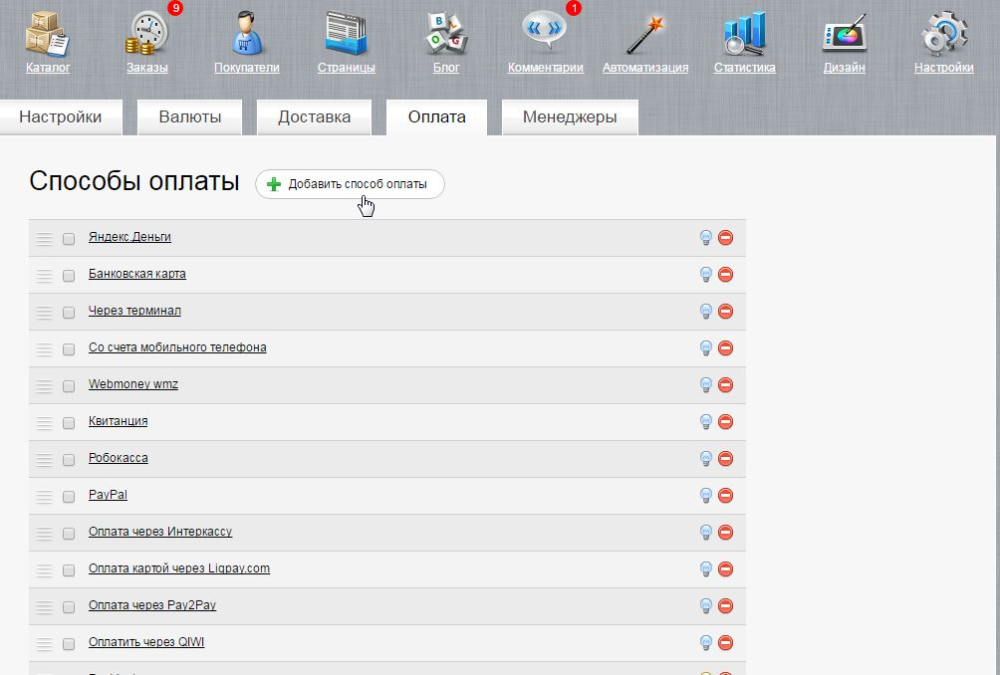 9
1
Каталог
Заказы
Покупатели
Страницы
Блог
Комментарии
Автоматизация
Статистика
Дизайн
Настройки
Настройки
Валюты
Доставка
Оплата
Менеджеры
Способы оплаты
Добавить способ оплаты
Яндекс.Деньги
Банковская карта
Через терминал
Со счета мобильного телефона
Webmoney wmz
Квитанция
Робокасса
PayPal
Оплата через Интеркассу
Оплата картой через Liqpay.com
Оплата через Pay2Pay
Оплатить через QIWI